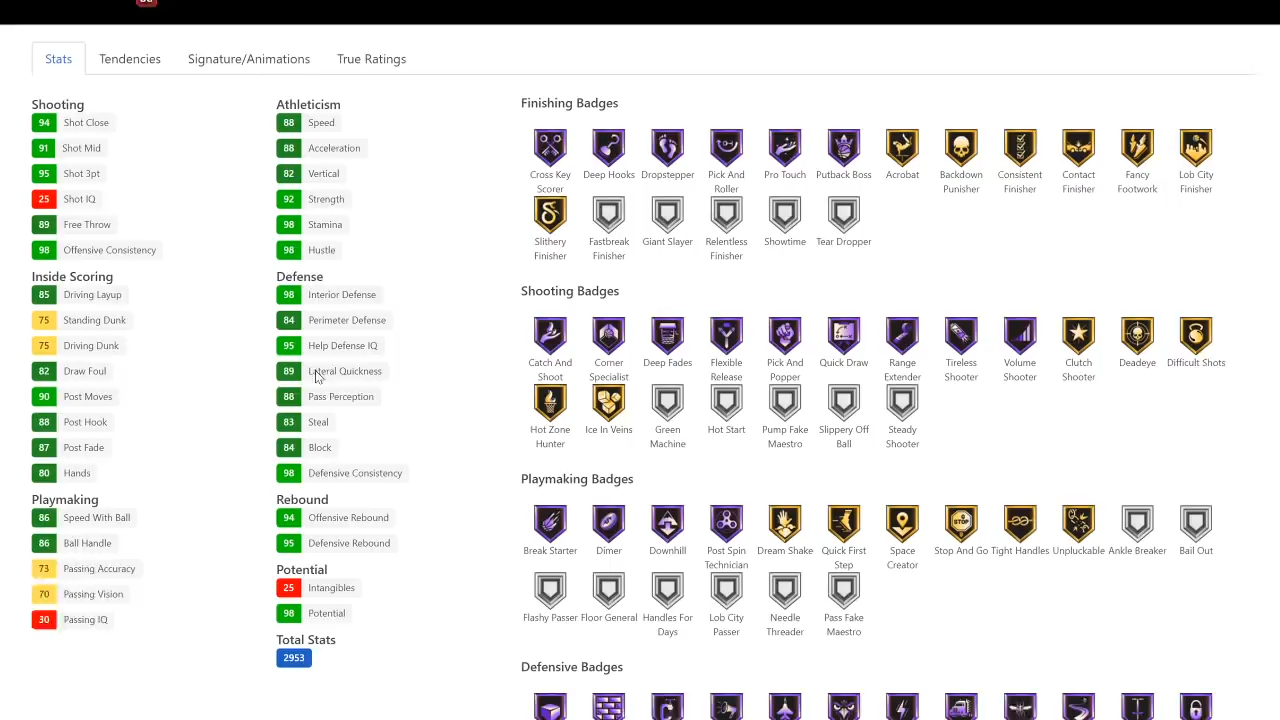 Stats
Tendencies
Signature/Animations
True Ratings
Shooting
94 Shot Close
91 Shot Mid
95 Shot 3pt
25 Shot IQ
89 Free Throw
98 Offensive Consistency
Inside Scoring
85 Driving Layup
75 Standing Dunk
75 Driving Dunk
82 Draw Foul
90 Post Moves
88 Post Hook
87 Post Fade
80 Hands
Playmaking
86 Speed With Ball
86 Ball Handle
73 Passing Accuracy
70 Passing Vision
30 Passing IQ
Athleticism
88 Speed
88 Acceleration
82 Vertical
92 Strength
98 Stamina
98 Hustle
Defense
98 Interior Defense
84 Perimeter Defense
95 Help Defense IQ
89 Lateral Quickness
88 Pass Perception
83 Steal
84 Block
98 Defensive Consistency
Rebound
94 Offensive Rebound
95 Defensive Rebound
Potential
25 Intangibles
98 Potential
Total Stats
2953
Finishing Badges
Cross Key
Scorer
Deep Hooks
Dropstepper
Pick And
Roller
Pro Touch
Putback Boss
Acrobat
Backdown
Punisher
Consistent
Finisher
Contact
Finisher
Fancy
Footwork
Lob City
Finisher
Slithery
Finisher
Fastbreak
Finisher
Giant Slayer
Relentless
Finisher
Showtime
Tear Dropper
Shooting Badges
Catch And
Shoot
Corner
Specialist
Deep Fades
Flexible
Release
Pick And
Popper
Quick Draw
Range
Extender
Tireless
Shooter
Volume
Shooter
Clutch
Shooter
Deadeye
Difficult Shots
Hot Zone
Hunter
Ice In Veins
Green
Machine
Hot Start
Pump Fake
Maestro
Slippery Off
Ball
Steady
Shooter
Playmaking Badges
Break Starter
Dimer
Downhill
Post Spin
Technician
Dream Shake
Quick First
Step
Space
Creator
STOP
Stop And Go
Tight Handles
Unpluckable
Ankle Breaker
Bail Out
Flashy Passer
Floor General
Handles For
Days
Lob City
Passer
Needle
Threader
Pass Fake
Maestro
Defensive Badges